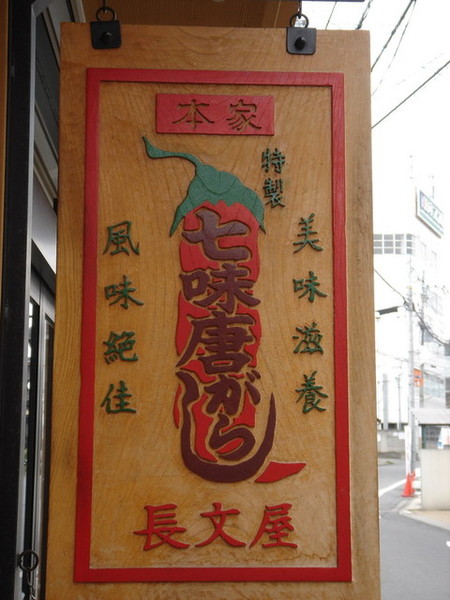 本家
特製
美味滋養
七味唐がらし
風味絶佳
長文屋